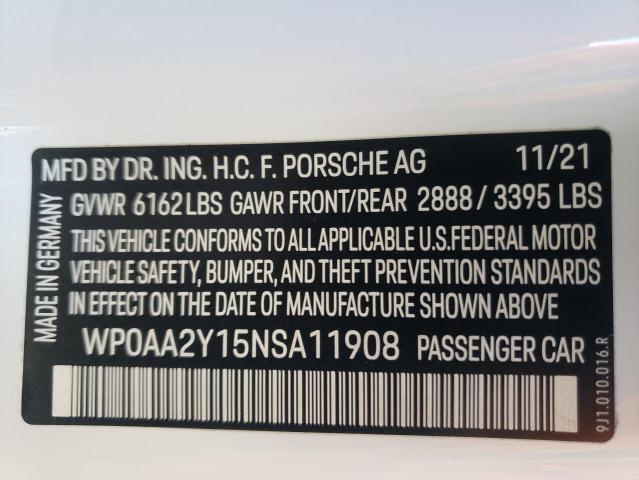 MFD BY DR. ING. H.C. F. PORSCHE AG 11/21
GVWR 6162 LBS GAWR FRONT/REAR 2888 / 3395 LBS
THIS VEHICLE CONFORMS TO ALL APPLICABLE U.S. FEDERAL MOTOR
VEHICLE SAFETY, BUMPER, AND THEFT PREVENTION STANDARDS
IN EFFECT ON THE DATE OF MANUFACTURE SHOWN ABOVE
WP0AA2Y15NSA11908 PASSENGER CAR
MADE IN GERMANY
9J1.010.016.R